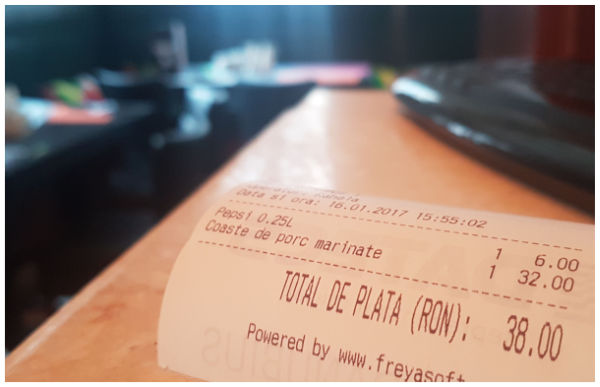 Data si ora: 16.01.2017 15:55:02
Pepsi 0.25L 1 6.00
Coaste de porc marinate 1 32.00
TOTAL DE PLATA (RON): 38.00
Powered by www.freyasoft